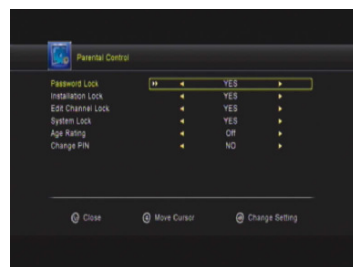 Parental Control
Password Lock YES
Installation Lock YES
Edit Channel Lock YES
System Lock YES
Age Rating Off
Change PIN NO
Close Move Cursor Change Setting